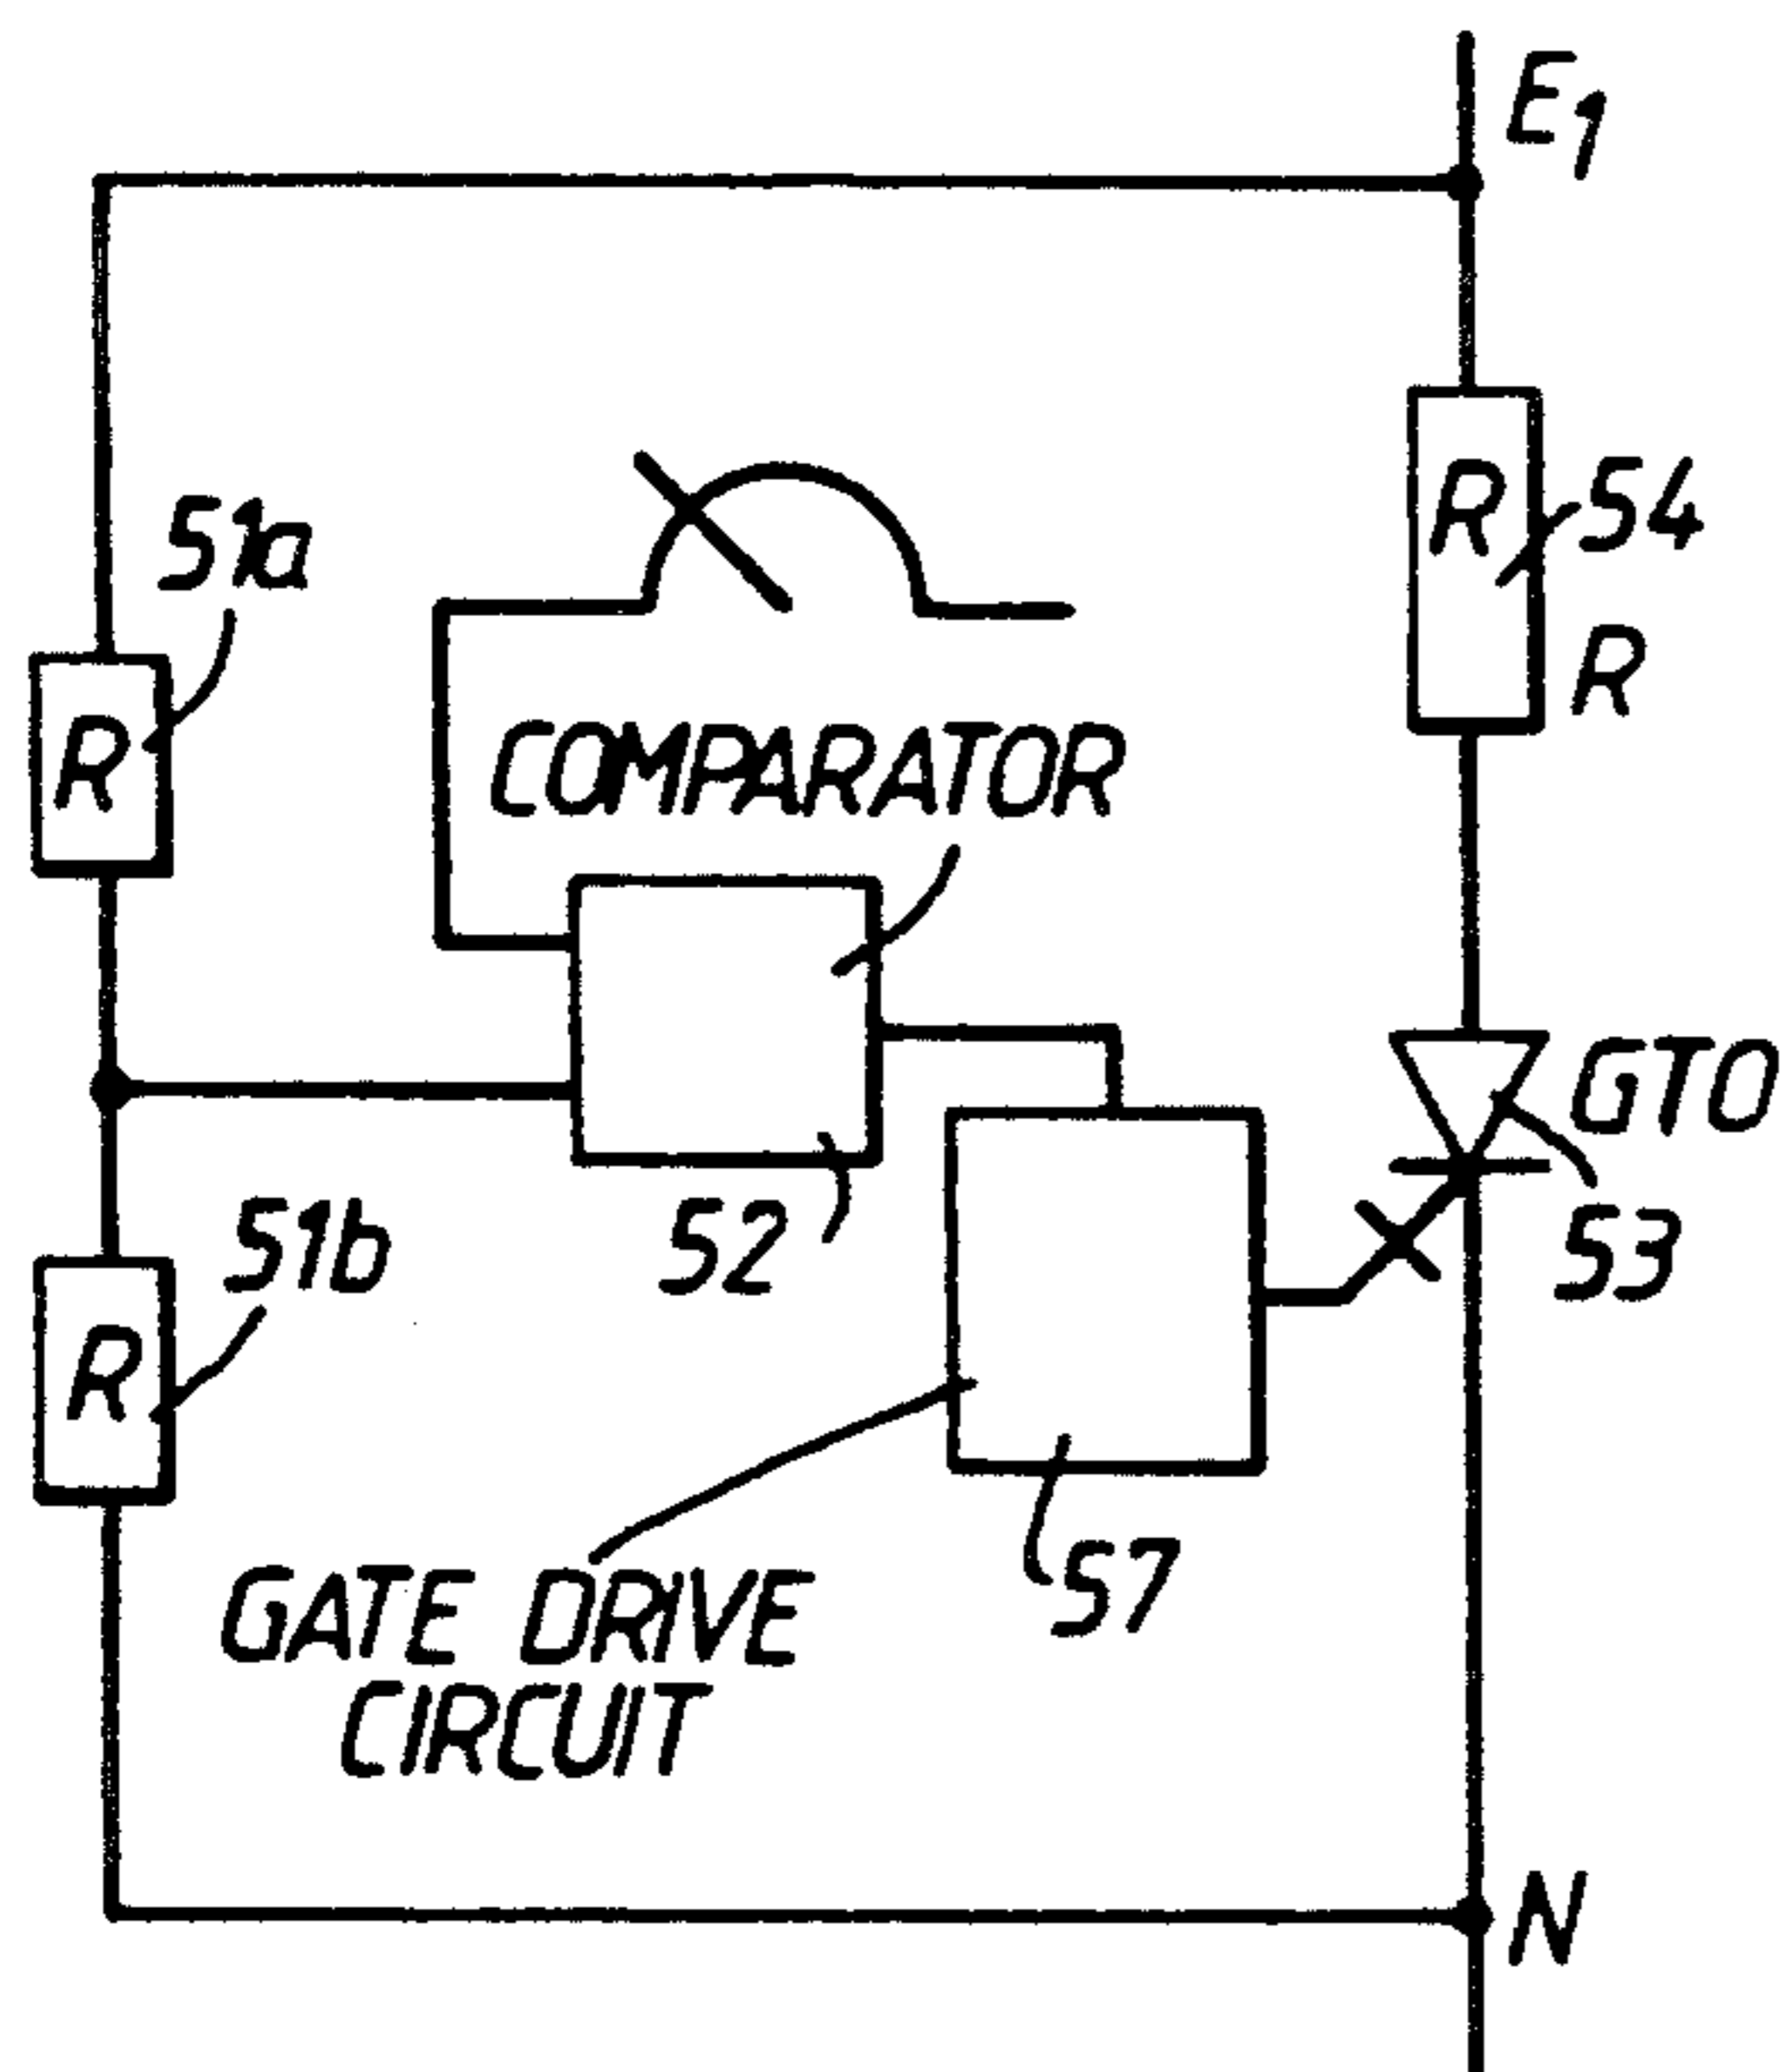 E1
R
54
R
51a
R
COMPARATOR
GTO
53
52
51b
R
57
GATE DRIVE
CIRCUIT
N